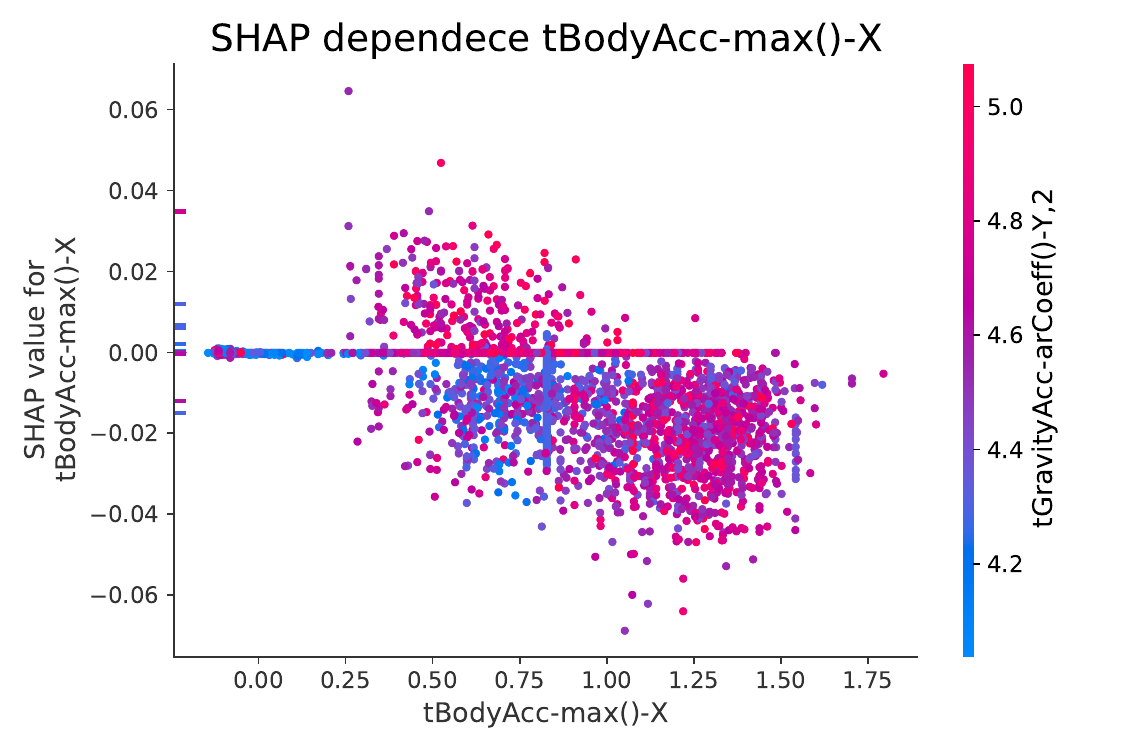 SHAP dependece tBodyAcc-max()-X
SHAP value for
tBodyAcc-max()-X
0.06
0.04
0.02
0.00
−0.02
−0.04
−0.06
0.00 0.25 0.50 0.75 1.00 1.25 1.50 1.75
tBodyAcc-max()-X
5.0
4.8
4.6
4.4
4.2
tGravityAcc-arCoeff()-Y,2